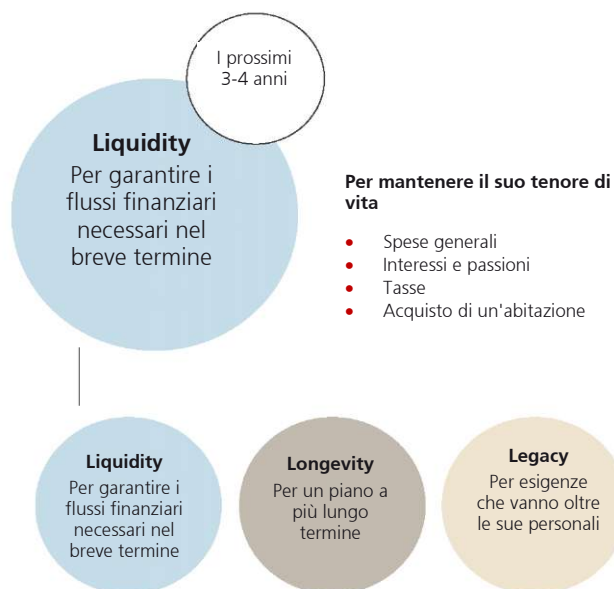 I prossimi
3-4 anni
Liquidity
Per garantire i
flussi finanziari
necessari nel
breve termine
Per mantenere il suo tenore di
vita
• Spese generali
• Interessi e passioni
• Tasse
• Acquisto di un'abitazione
Liquidity
Per garantire i
flussi finanziari
necessari nel
breve termine
Longevity
Per un piano a
più lungo
termine
Legacy
Per esigenze
che vanno oltre
le sue personali